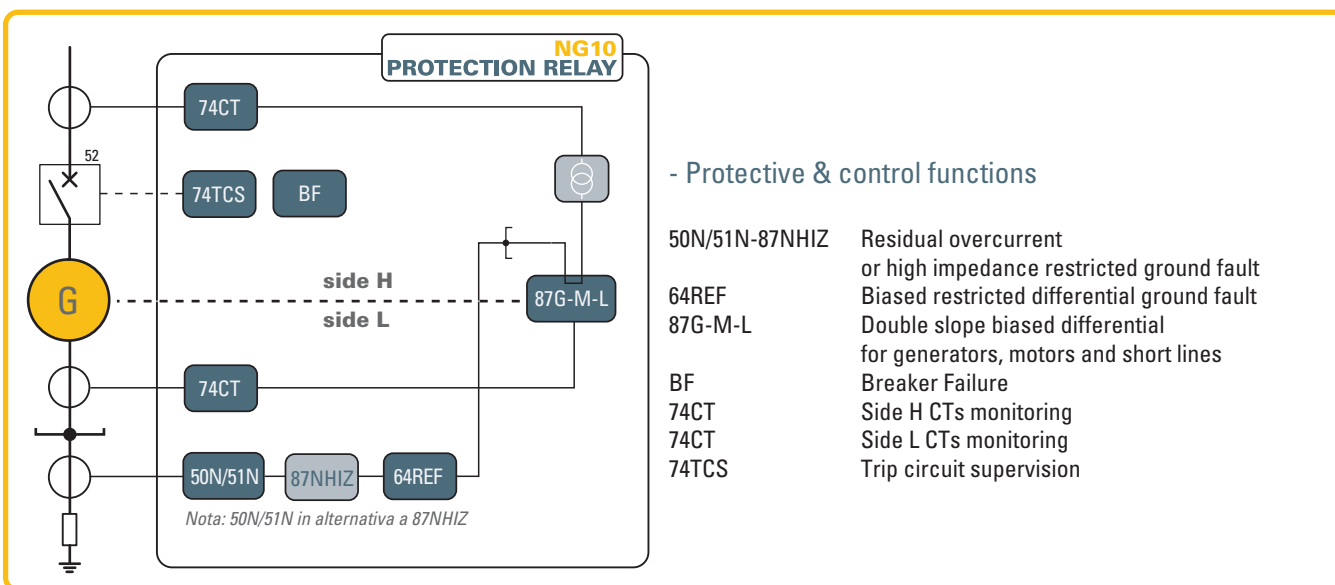 NG10
PROTECTION RELAY
74CT
52
74TCS
BF
G
side H
side L
87G-M-L
74CT
50N/51N
87NHIZ
64REF
Nota: 50N/51N in alternativa a 87NHIZ
- Protective & control functions
50N/51N-87NHIZ Residual overcurrent
or high impedance restricted ground fault
64REF Biased restricted differential ground fault
87G-M-L Double slope biased differential
for generators, motors and short lines
BF Breaker Failure
74CT Side H CTs monitoring
74CT Side L CTs monitoring
74TCS Trip circuit supervision